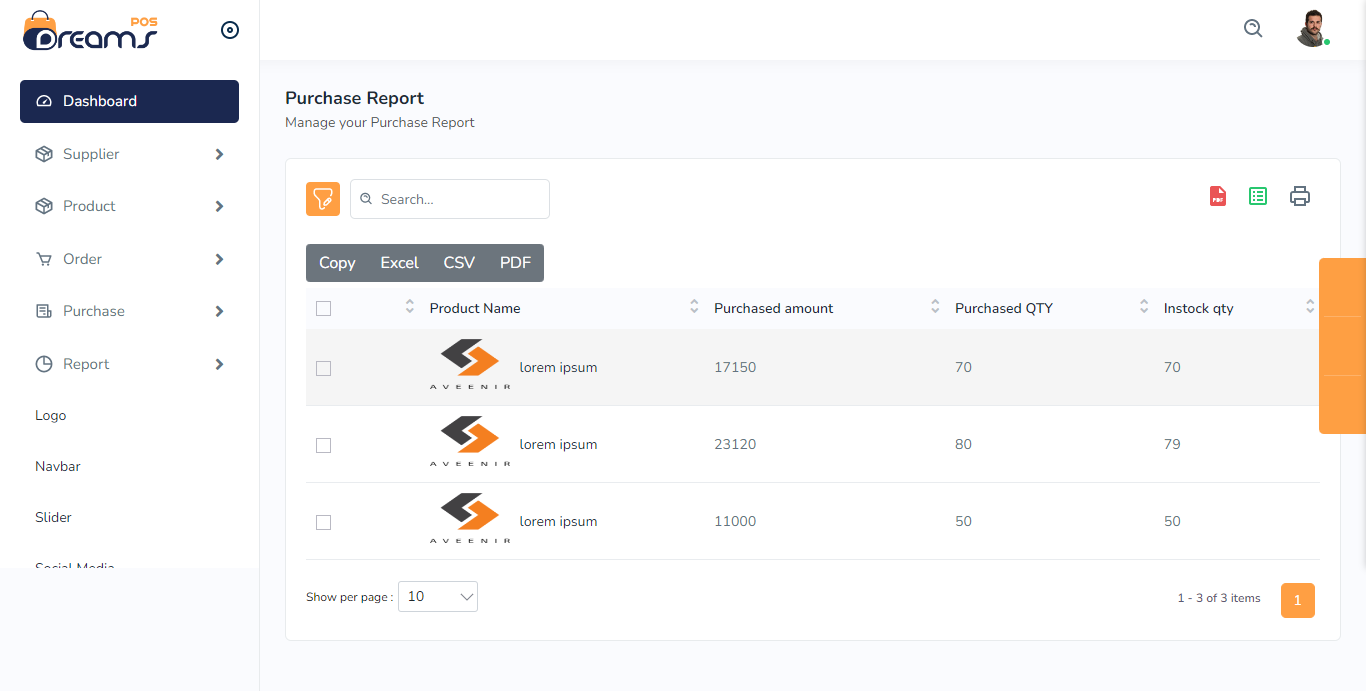 POS
Dreams
Dashboard
Supplier
Product
Order
Purchase
Report
Logo
Navbar
Slider
Social Media
Purchase Report
Manage your Purchase Report
Search...
PDF
Copy Excel CSV PDF
Product Name Purchased amount Purchased QTY Instock qty
AVEENIR lorem ipsum 17150 70 70
AVEENIR lorem ipsum 23120 80 79
AVEENIR lorem ipsum 11000 50 50
Show per page : 10 1 - 3 of 3 items 1